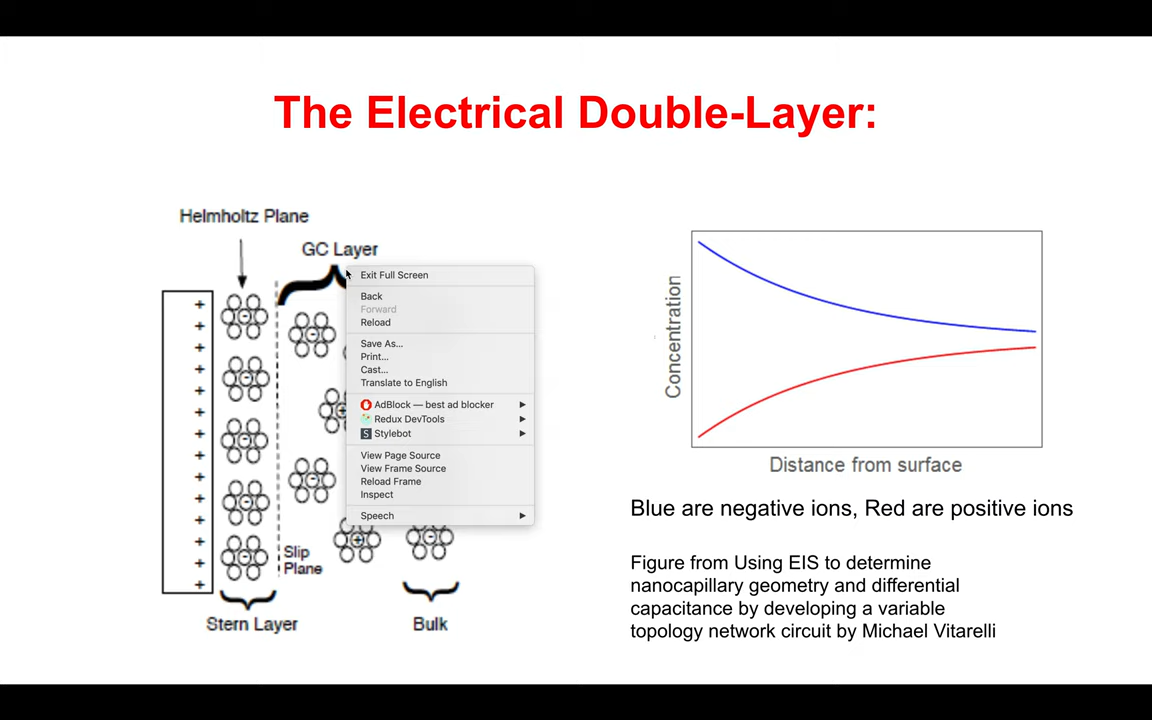 The Electrical Double-Layer:
Helmholtz Plane
GC Layer
+
+
+
+
+
+
+
+
+
+
+
+
+
+
-
-
-
-
-
-
+
-
+
-
Slip
Plane
Stern Layer
Bulk
Exit Full Screen
Back
Forward
Reload
Save As...
Print...
Cast...
Translate to English
AdBlock — best ad blocker
Redux DevTools
S Stylebot
View Page Source
View Frame Source
Reload Frame
Inspect
Speech
Concentration
Distance from surface
Blue are negative ions, Red are positive ions
Figure from Using EIS to determine
nanocapillary geometry and differential
capacitance by developing a variable
topology network circuit by Michael Vitarelli